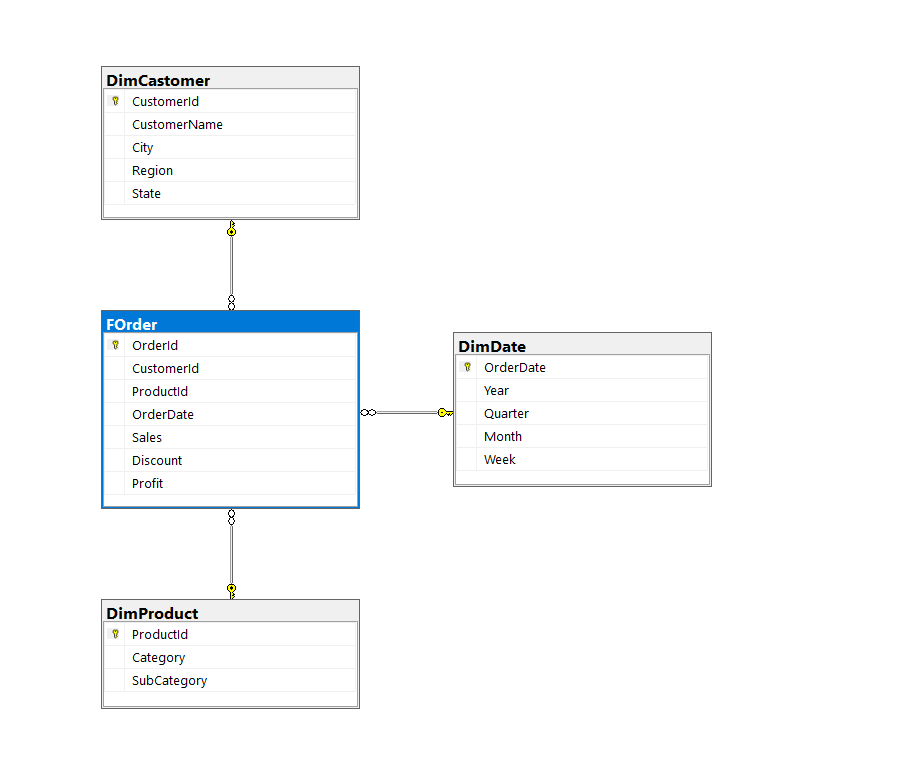 DimCastomer
CustomerId
CustomerName
City
Region
State
FOrder
OrderId
CustomerId
ProductId
OrderDate
Sales
Discount
Profit
DimDate
OrderDate
Year
Quarter
Month
Week
DimProduct
ProductId
Category
SubCategory